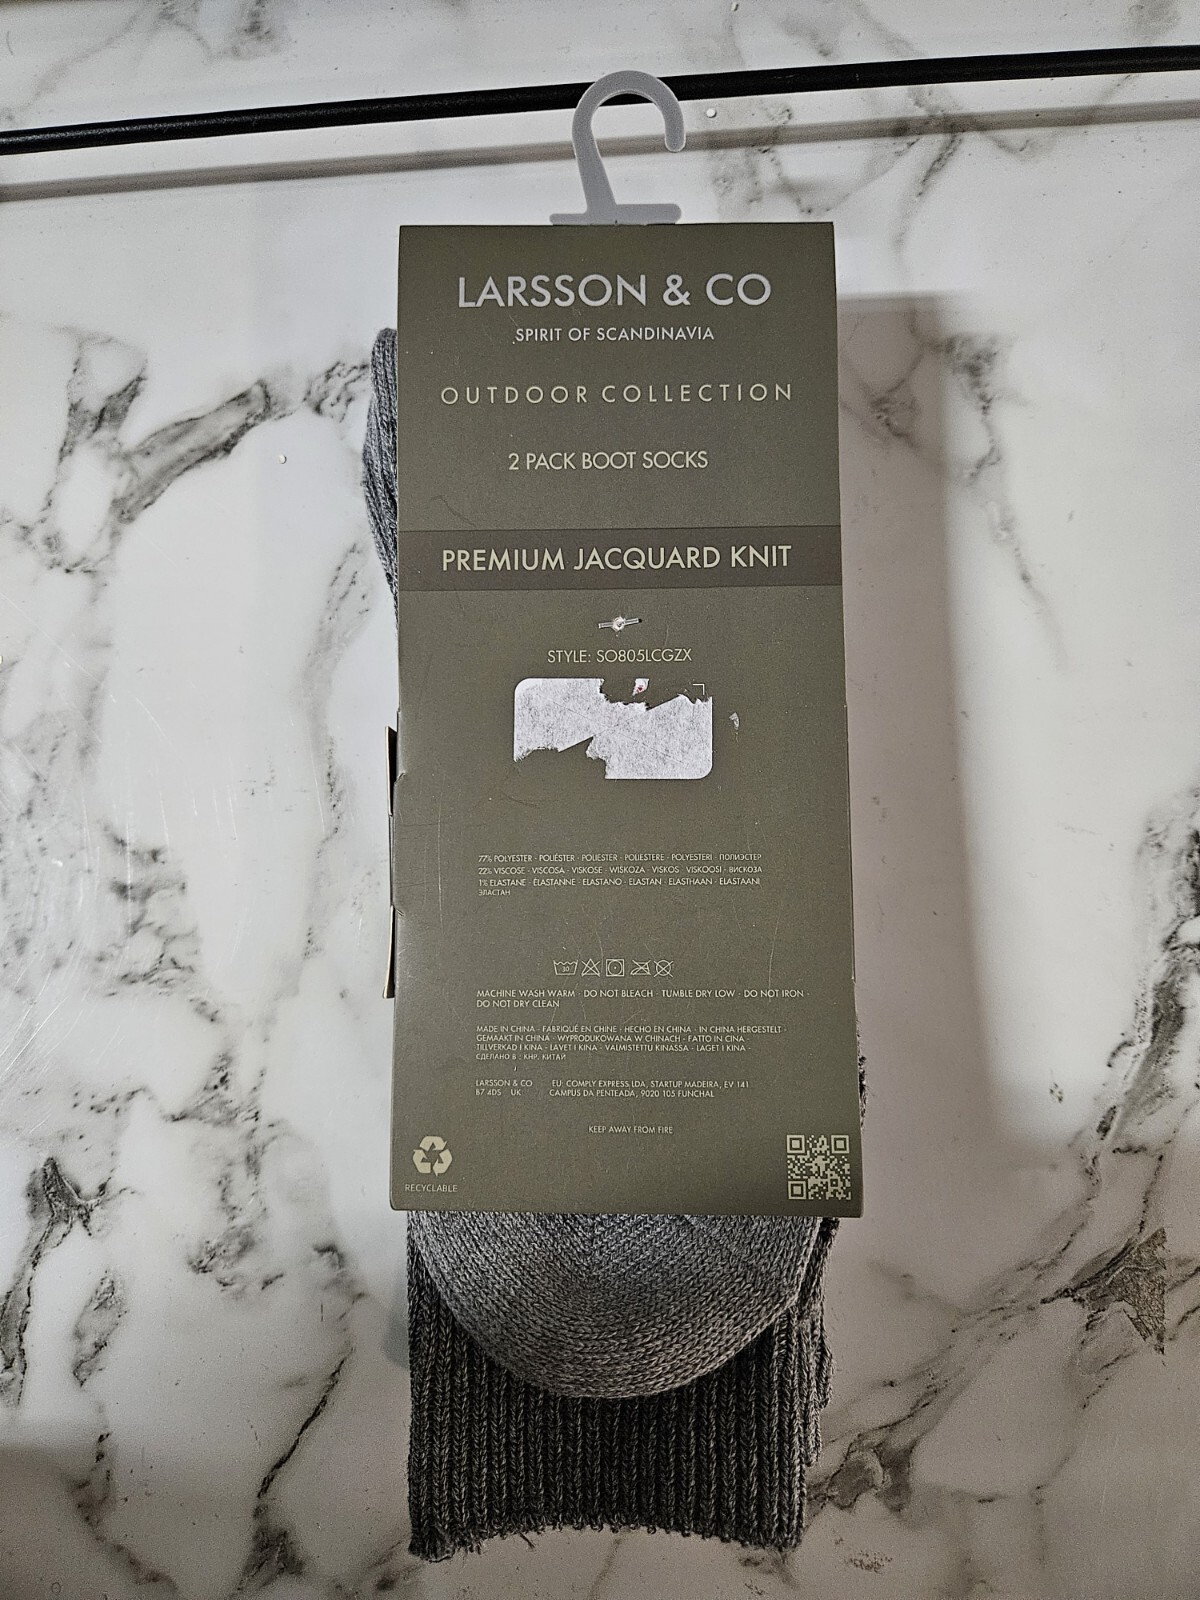 LARSSON & CO
SPIRIT OF SCANDINAVIA
OUTDOOR COLLECTION
2 PACK BOOT SOCKS
PREMIUM JACQUARD KNIT
STYLE: SO805LCGZX
77% POLYESTER · POLIÉSTER · POLIESTER · POLIESTERE · POLYESTERI · ПОЛИЭСТЕР
22% VISCOSE · VISCOSA · VISKOSE · WISKOZA · VISKOS · VISKOOSI · ВИСКОЗА
1% ELASTANE · ÉLASTANNE · ELASTANO · ELASTAN · ELASTHAAN · ELASTAANI
ЭЛАСТАН
30
MACHINE WASH WARM · DO NOT BLEACH · TUMBLE DRY LOW · DO NOT IRON ·
DO NOT DRY CLEAN
MADE IN CHINA · FABRIQUÉ EN CHINE · HECHO EN CHINA · IN CHINA HERGESTELT ·
GEMAAKT IN CHINA · WYPRODUKOWANA W CHINACH · FATTO IN CINA ·
TILLVERKAD I KINA · LAVET I KINA · VALMISTETTU KINASSA · LAGET I KINA ·
СДЕЛАНО В : КНР, КИТАЙ
LARSSON & CO EU: COMPLY EXPRESS LDA, STARTUP MADEIRA, EV 141
B7 4DS UK CAMPUS DA PENTEADA, 9020 105 FUNCHAL
KEEP AWAY FROM FIRE
RECYCLABLE